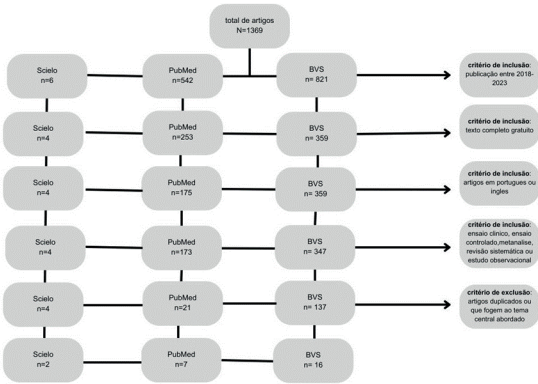 total de artigos
N=1369
Scielo
n=6
PubMed
n=542
BVS
n= 821
critério de inclusão:
publicação entre 2018-
2023
Scielo
n=4
PubMed
n=253
BVS
n= 359
critério de inclusão:
texto completo gratuito
Scielo
n=4
PubMed
n=175
BVS
n= 359
critério de inclusão:
artigos em portugues ou
ingles
Scielo
n=4
PubMed
n=173
BVS
n= 347
critério de inclusão:
ensaio clinico, ensaio
controlado,metanalise,
revisão sistemática ou
estudo observacional
Scielo
n=4
PubMed
n=21
BVS
n= 137
critério de exclusão:
artigos duplicados ou
que fogem ao tema
central abordado
Scielo
n=2
PubMed
n=7
BVS
n= 16